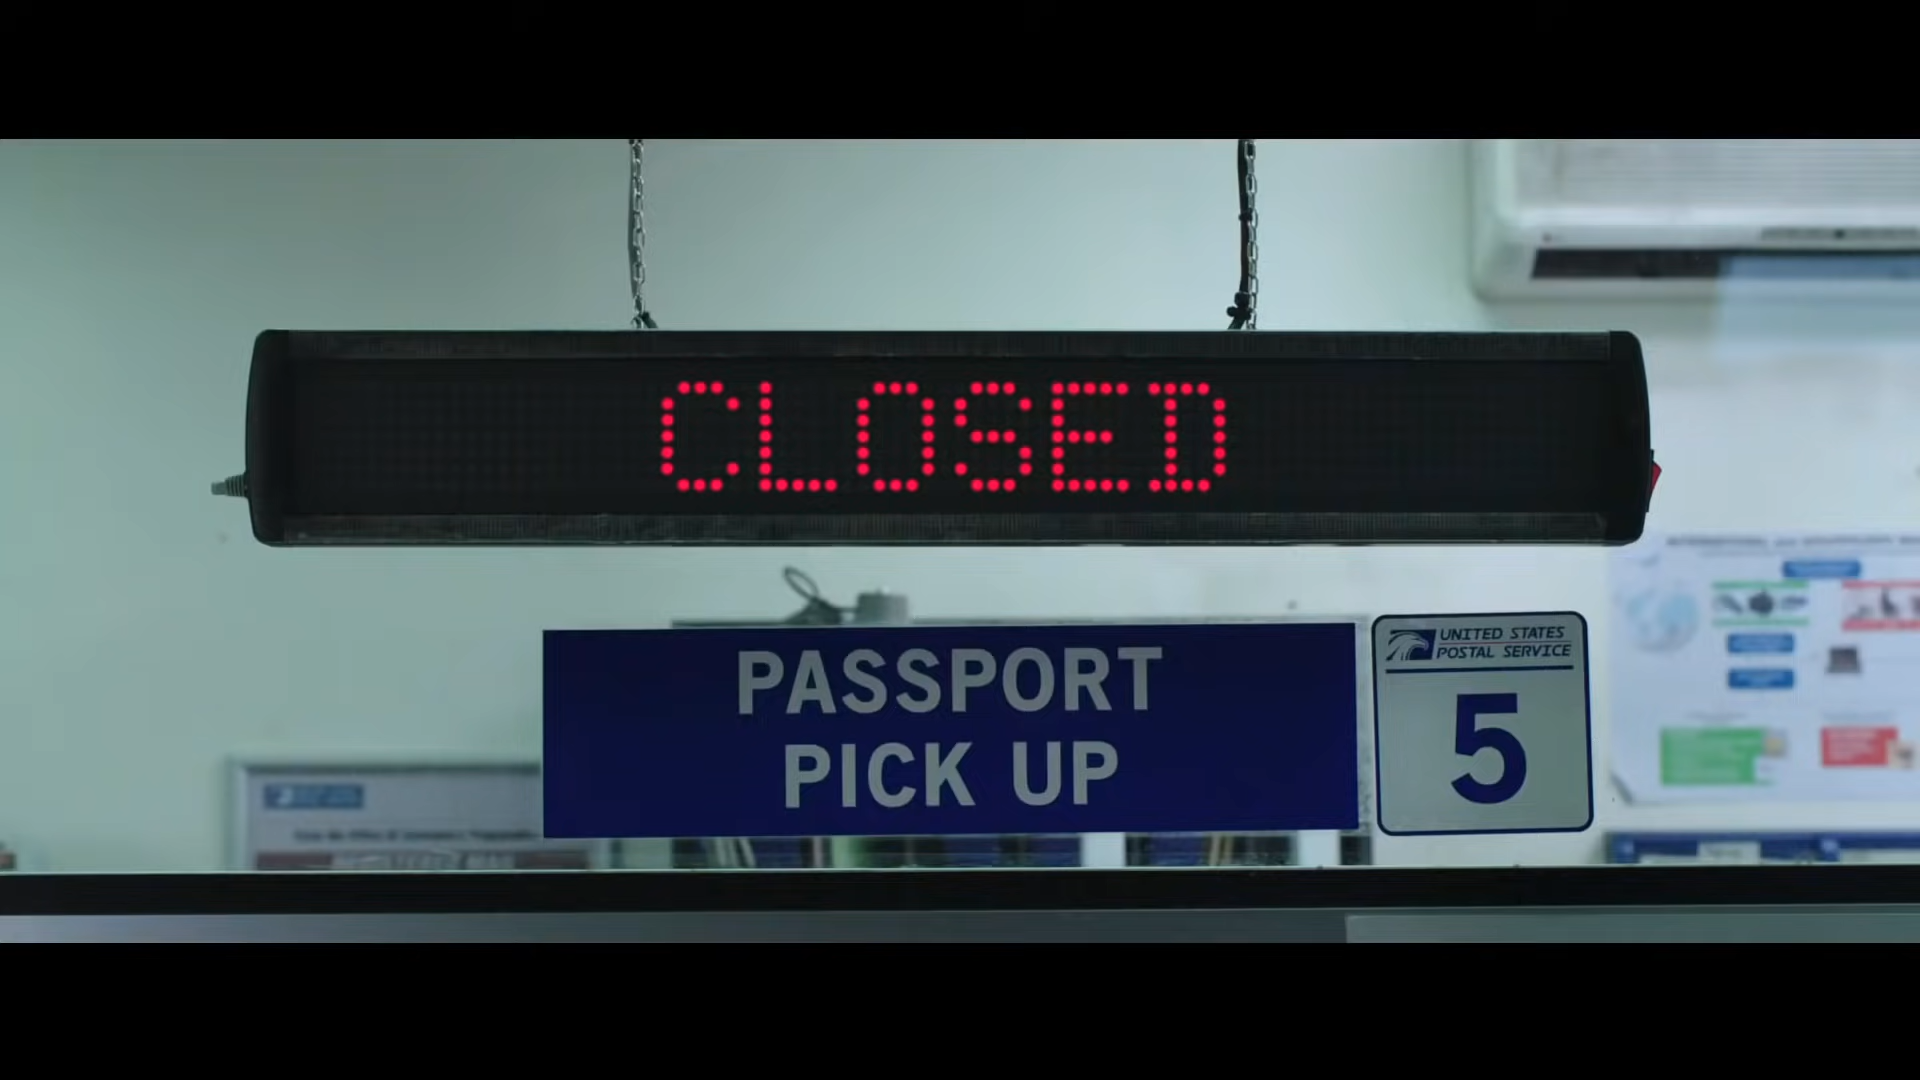 CLOSED
PASSPORT
PICK UP
UNITED STATES
POSTAL SERVICE
5